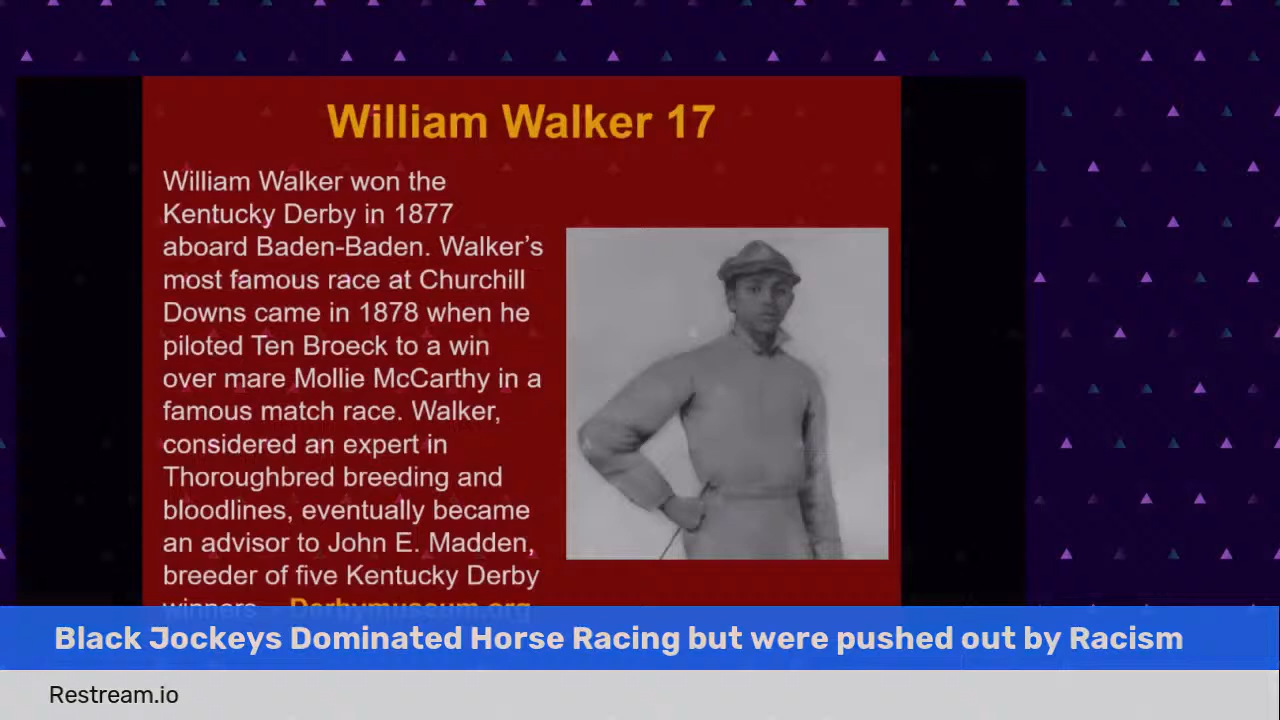 William Walker 17
William Walker won the
Kentucky Derby in 1877
aboard Baden-Baden. Walker’s
most famous race at Churchill
Downs came in 1878 when he
piloted Ten Broeck to a win
over mare Mollie McCarthy in a
famous match race. Walker,
considered an expert in
Thoroughbred breeding and
bloodlines, eventually became
an advisor to John E. Madden,
breeder of five Kentucky Derby
winners Derbymuseum.org
Black Jockeys Dominated Horse Racing but were pushed out by Racism
Restream.io